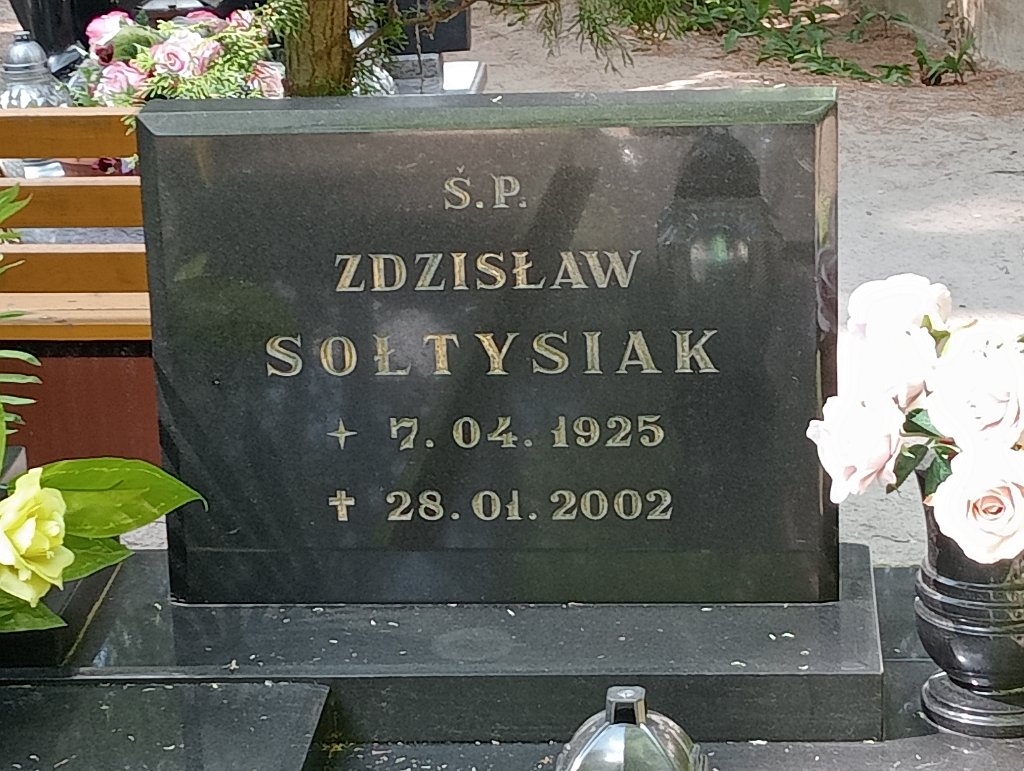 Ś.P.
ZDZISŁAW
SOŁTYSIAK
7.04.1925
✝ 28.01.2002